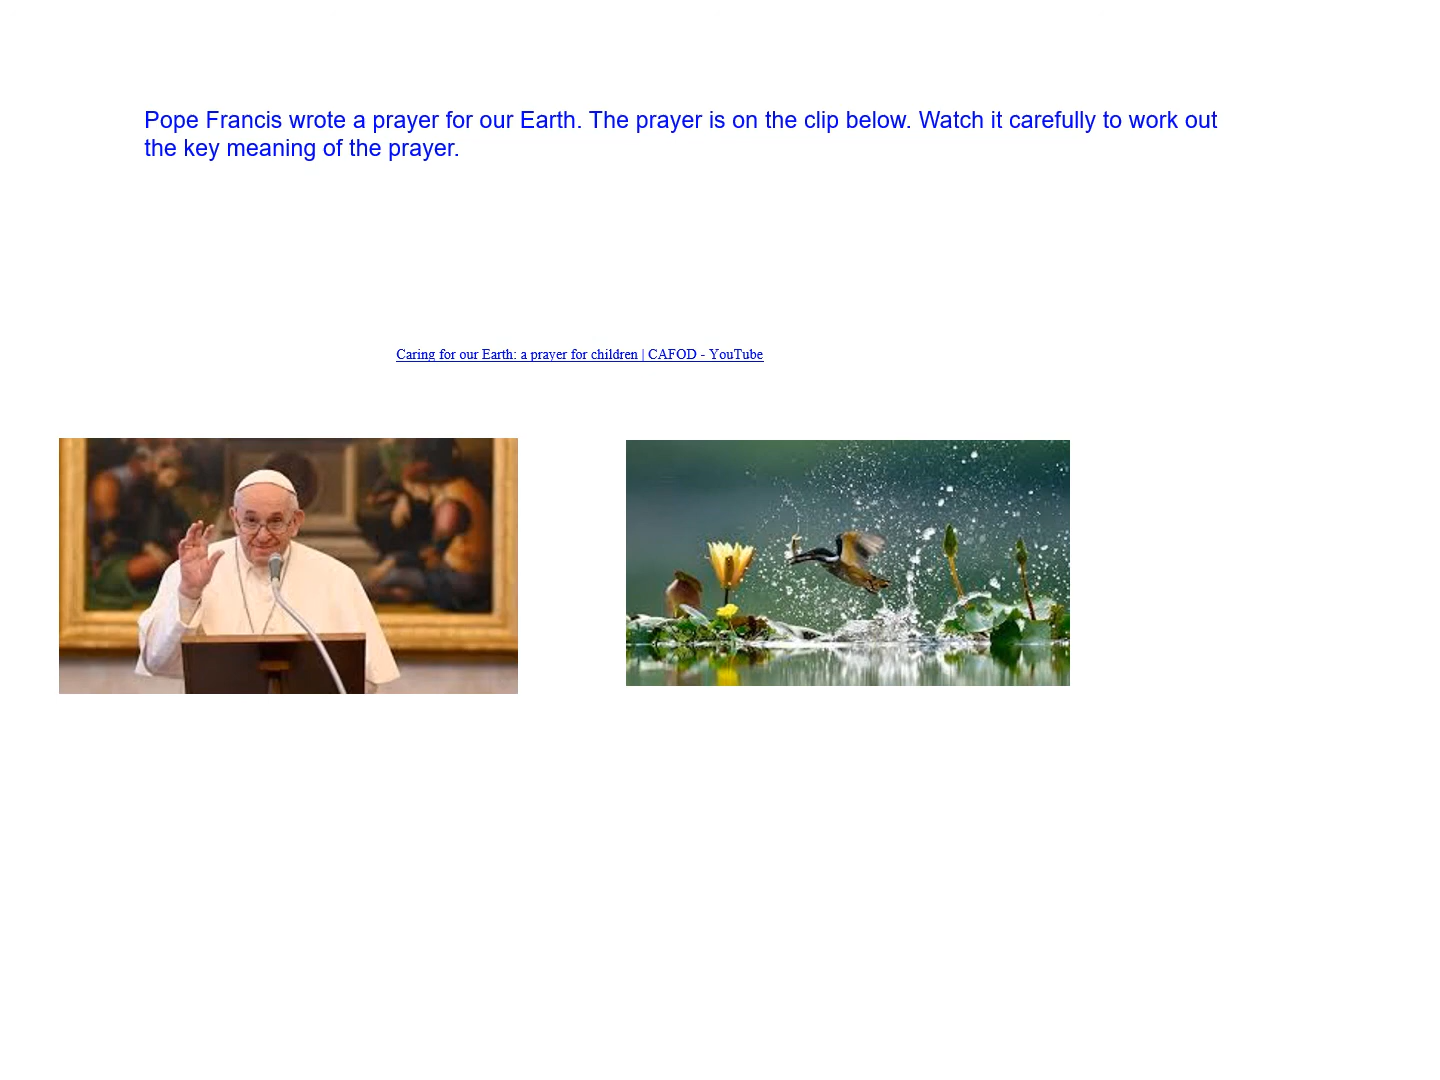 Pope Francis wrote a prayer for our Earth. The prayer is on the clip below. Watch it carefully to work out
the key meaning of the prayer.
Caring for our Earth: a prayer for children | CAFOD - YouTube